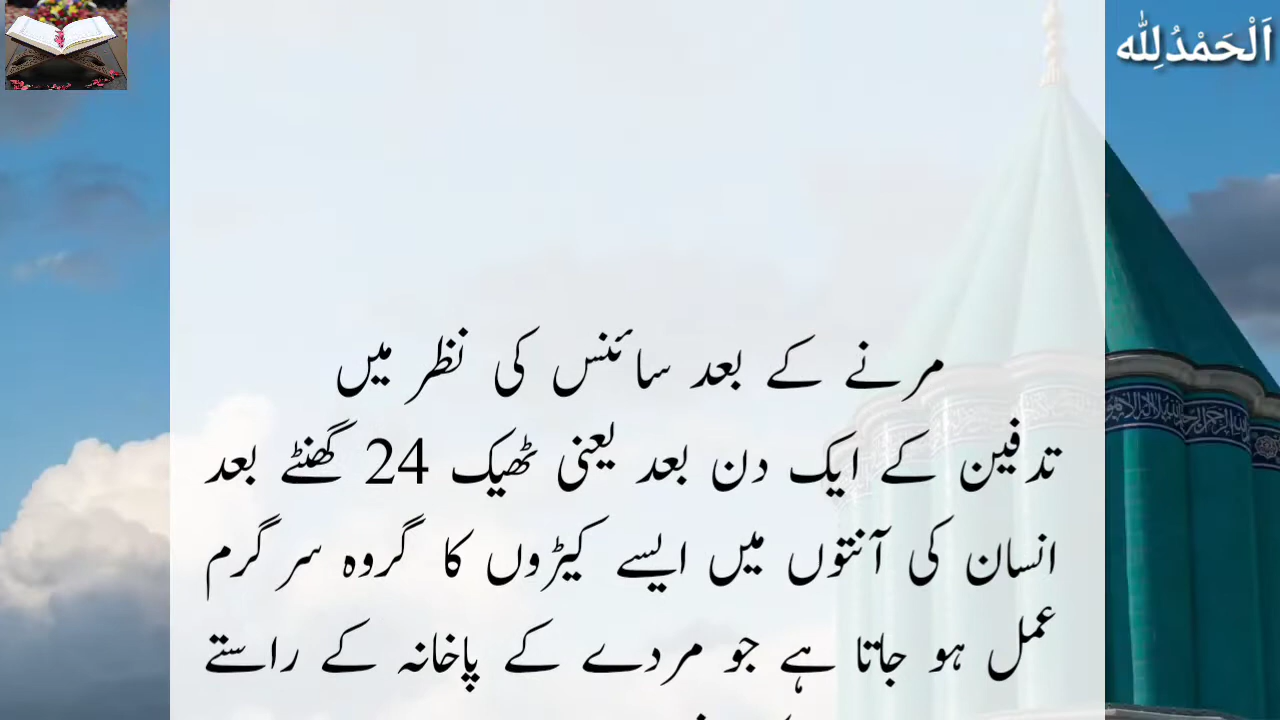 اَلْحَمْدُلِلّٰه
مرنے کے بعد سائنس کی نظر میں
تدفین کے ایک دن بعد یعنی ٹھیک 24 گھنٹے بعد
انسان کی آنتوں میں ایسے کیڑوں کا گروہ سرگرم
عمل ہو جاتا ہے جو مردے کے پاخانہ کے راستے